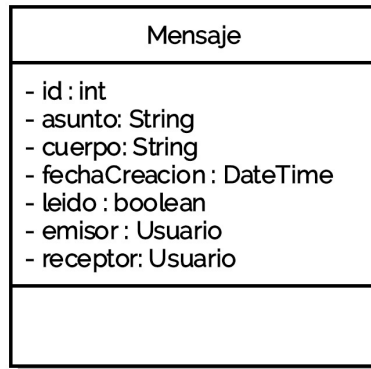 Mensaje
- id : int
- asunto: String
- cuerpo: String
- fechaCreacion : DateTime
- leido : boolean
- emisor : Usuario
- receptor: Usuario